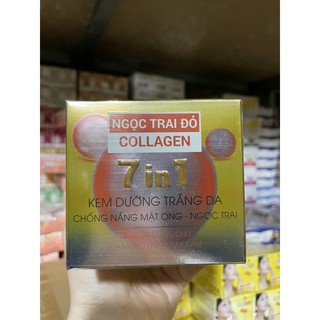 NGỌC TRAI ĐỎ
COLLAGEN
7 in 1
KEM DƯỠNG TRẮNG DA
CHỐNG NẮNG MẬT ONG - NGỌC TRAI